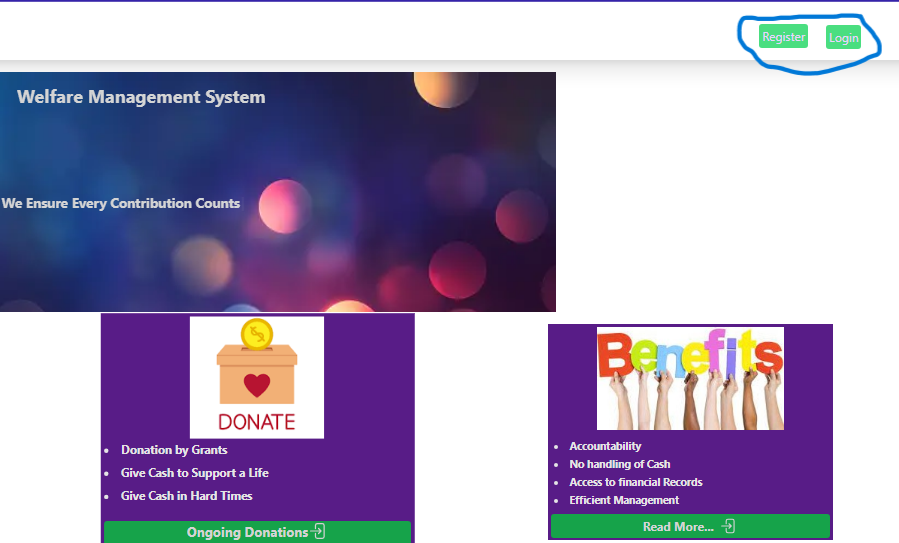 Register Login
Welfare Management System
We Ensure Every Contribution Counts
DONATE
Donation by Grants
Give Cash to Support a Life
Give Cash in Hard Times
Ongoing Donations
Benefits
Accountability
No handling of Cash
Access to financial Records
Efficient Management
Read More...